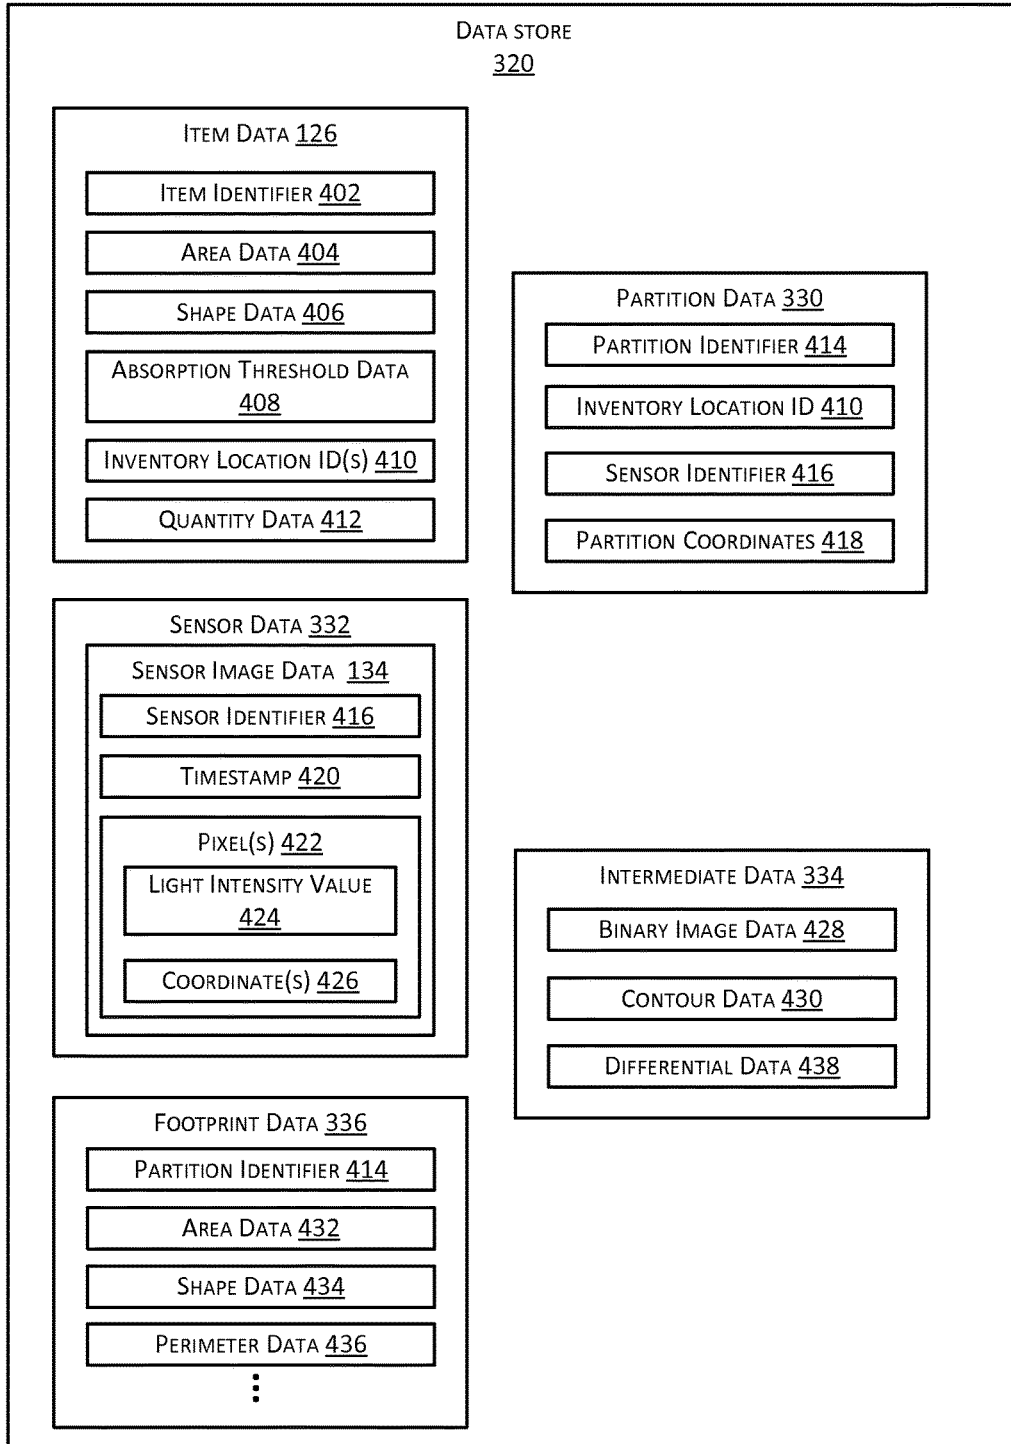 DATA STORE
320
ITEM DATA 126
ITEM IDENTIFIER 402
AREA DATA 404
SHAPE DATA 406
ABSORPTION THRESHOLD DATA
408
INVENTORY LOCATION ID(S) 410
QUANTITY DATA 412
PARTITION DATA 330
PARTITION IDENTIFIER 414
INVENTORY LOCATION ID 410
SENSOR IDENTIFIER 416
PARTITION COORDINATES 418
SENSOR DATA 332
SENSOR IMAGE DATA 134
SENSOR IDENTIFIER 416
TIMESTAMP 420
PIXEL(S) 422
LIGHT INTENSITY VALUE
424
COORDINATE(S) 426
INTERMEDIATE DATA 334
BINARY IMAGE DATA 428
CONTOUR DATA 430
DIFFERENTIAL DATA 438
FOOTPRINT DATA 336
PARTITION IDENTIFIER 414
AREA DATA 432
SHAPE DATA 434
PERIMETER DATA 436